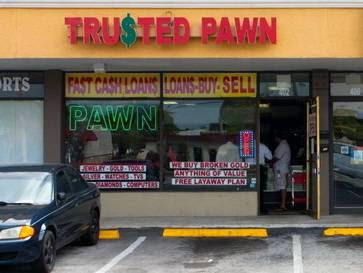 TRU$TED PAWN
ORTS
FAST CASH LOANS
LOANS-BUY-SELL
PAWN
JEWELRY - GOLD - TOOLS
SILVER - WATCHES - TVS
DIAMONDS - COMPUTERS
WE BUY BROKEN GOLD
ANYTHING OF VALUE
FREE LAYAWAY PLAN